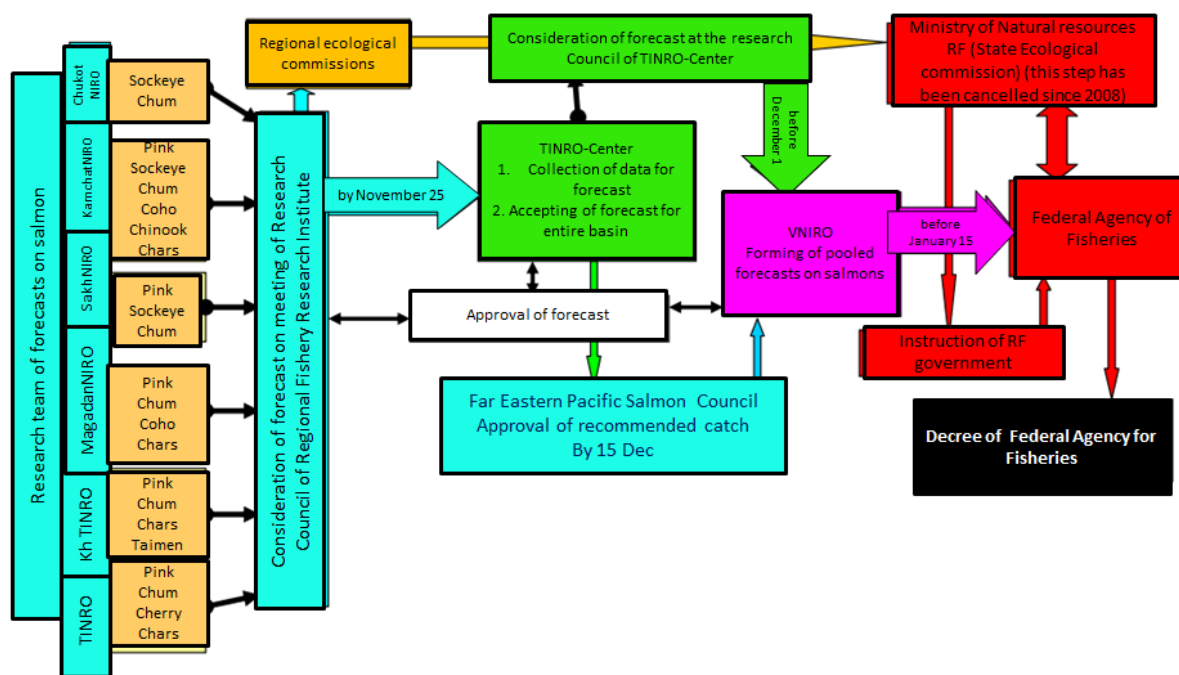 Research team of forecasts on salmon
Chukot
NIRO
KamchatNIRO
SakhNIRO
MagadanNIRO
Kh TINRO
TINRO
Sockeye
Chum
Pink
Sockeye
Chum
Coho
Chinook
Chars
Pink
Sockeye
Chum
Pink
Chum
Coho
Chars
Pink
Chum
Chars
Taimen
Pink
Chum
Cherry
Chars
Consideration of forecast on meeting of Research
Council of Regional Fishery Research Institute
Regional ecological
commissions
by November 25
Consideration of forecast at the research
Council of TINRO-Center
TINRO-Center
1. Collection of data for
forecast
2. Accepting of forecast for
entire basin
Approval of forecast
Far Eastern Pacific Salmon Council
Approval of recommended catch
By 15 Dec
before
December 1
VNIRO
Forming of pooled
forecasts on salmons
before
January 15
Ministry of Natural resources
RF (State Ecological
commission) (this step has
been cancelled since 2008)
Federal Agency of
Fisheries
Instruction of RF
government
Decree of Federal Agency for
Fisheries